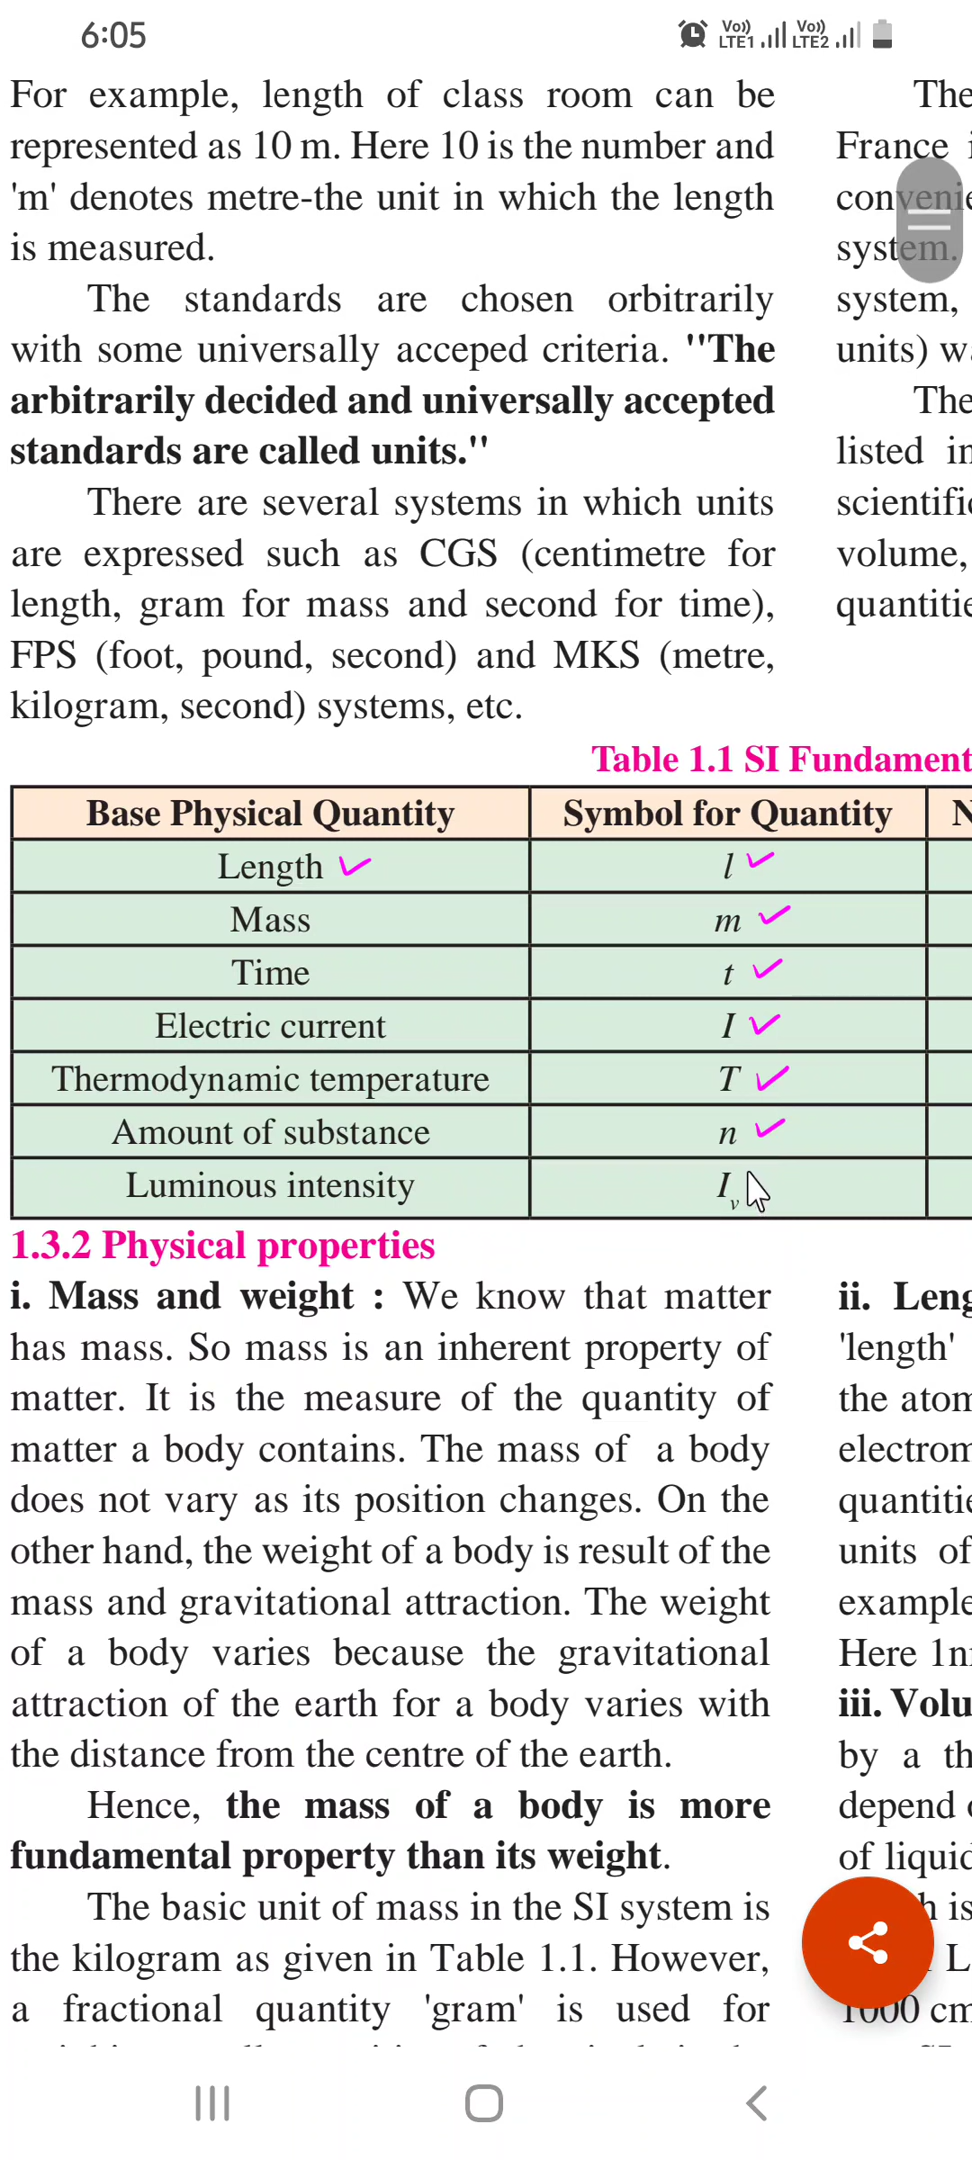 6:05
Vo)) LTE1 Vo)) LTE2
For example, length of class room can be
represented as 10 m. Here 10 is the number and
'm' denotes metre-the unit in which the length
is measured.
The standards are chosen orbitrarily
with some universally acceped criteria. "The
arbitrarily decided and universally accepted
standards are called units."
There are several systems in which units
are expressed such as CGS (centimetre for
length, gram for mass and second for time),
FPS (foot, pound, second) and MKS (metre,
kilogram, second) systems, etc.
The
France
system.
system,
units)
The
listed
volume,
Table 1.1 SI
Base Physical Quantity Symbol for Quantity
Length l
Mass m
Time t
Electric current I
Thermodynamic temperature T
Amount of substance n
Luminous intensity Iv
1.3.2 Physical properties
i. Mass and weight : We know that matter
has mass. So mass is an inherent property of
matter. It is the measure of the quantity of
matter a body contains. The mass of a body
does not vary as its position changes. On the
other hand, the weight of a body is result of the
mass and gravitational attraction. The weight
of a body varies because the gravitational
attraction of the earth for a body varies with
the distance from the centre of the earth.
Hence, the mass of a body is more
fundamental property than its weight.
The basic unit of mass in the SI system is
the kilogram as given in Table 1.1. However,
a fractional quantity 'gram' is used for
ii.
'length'
the
units of
Here
iii.
by a
depend
of
1000